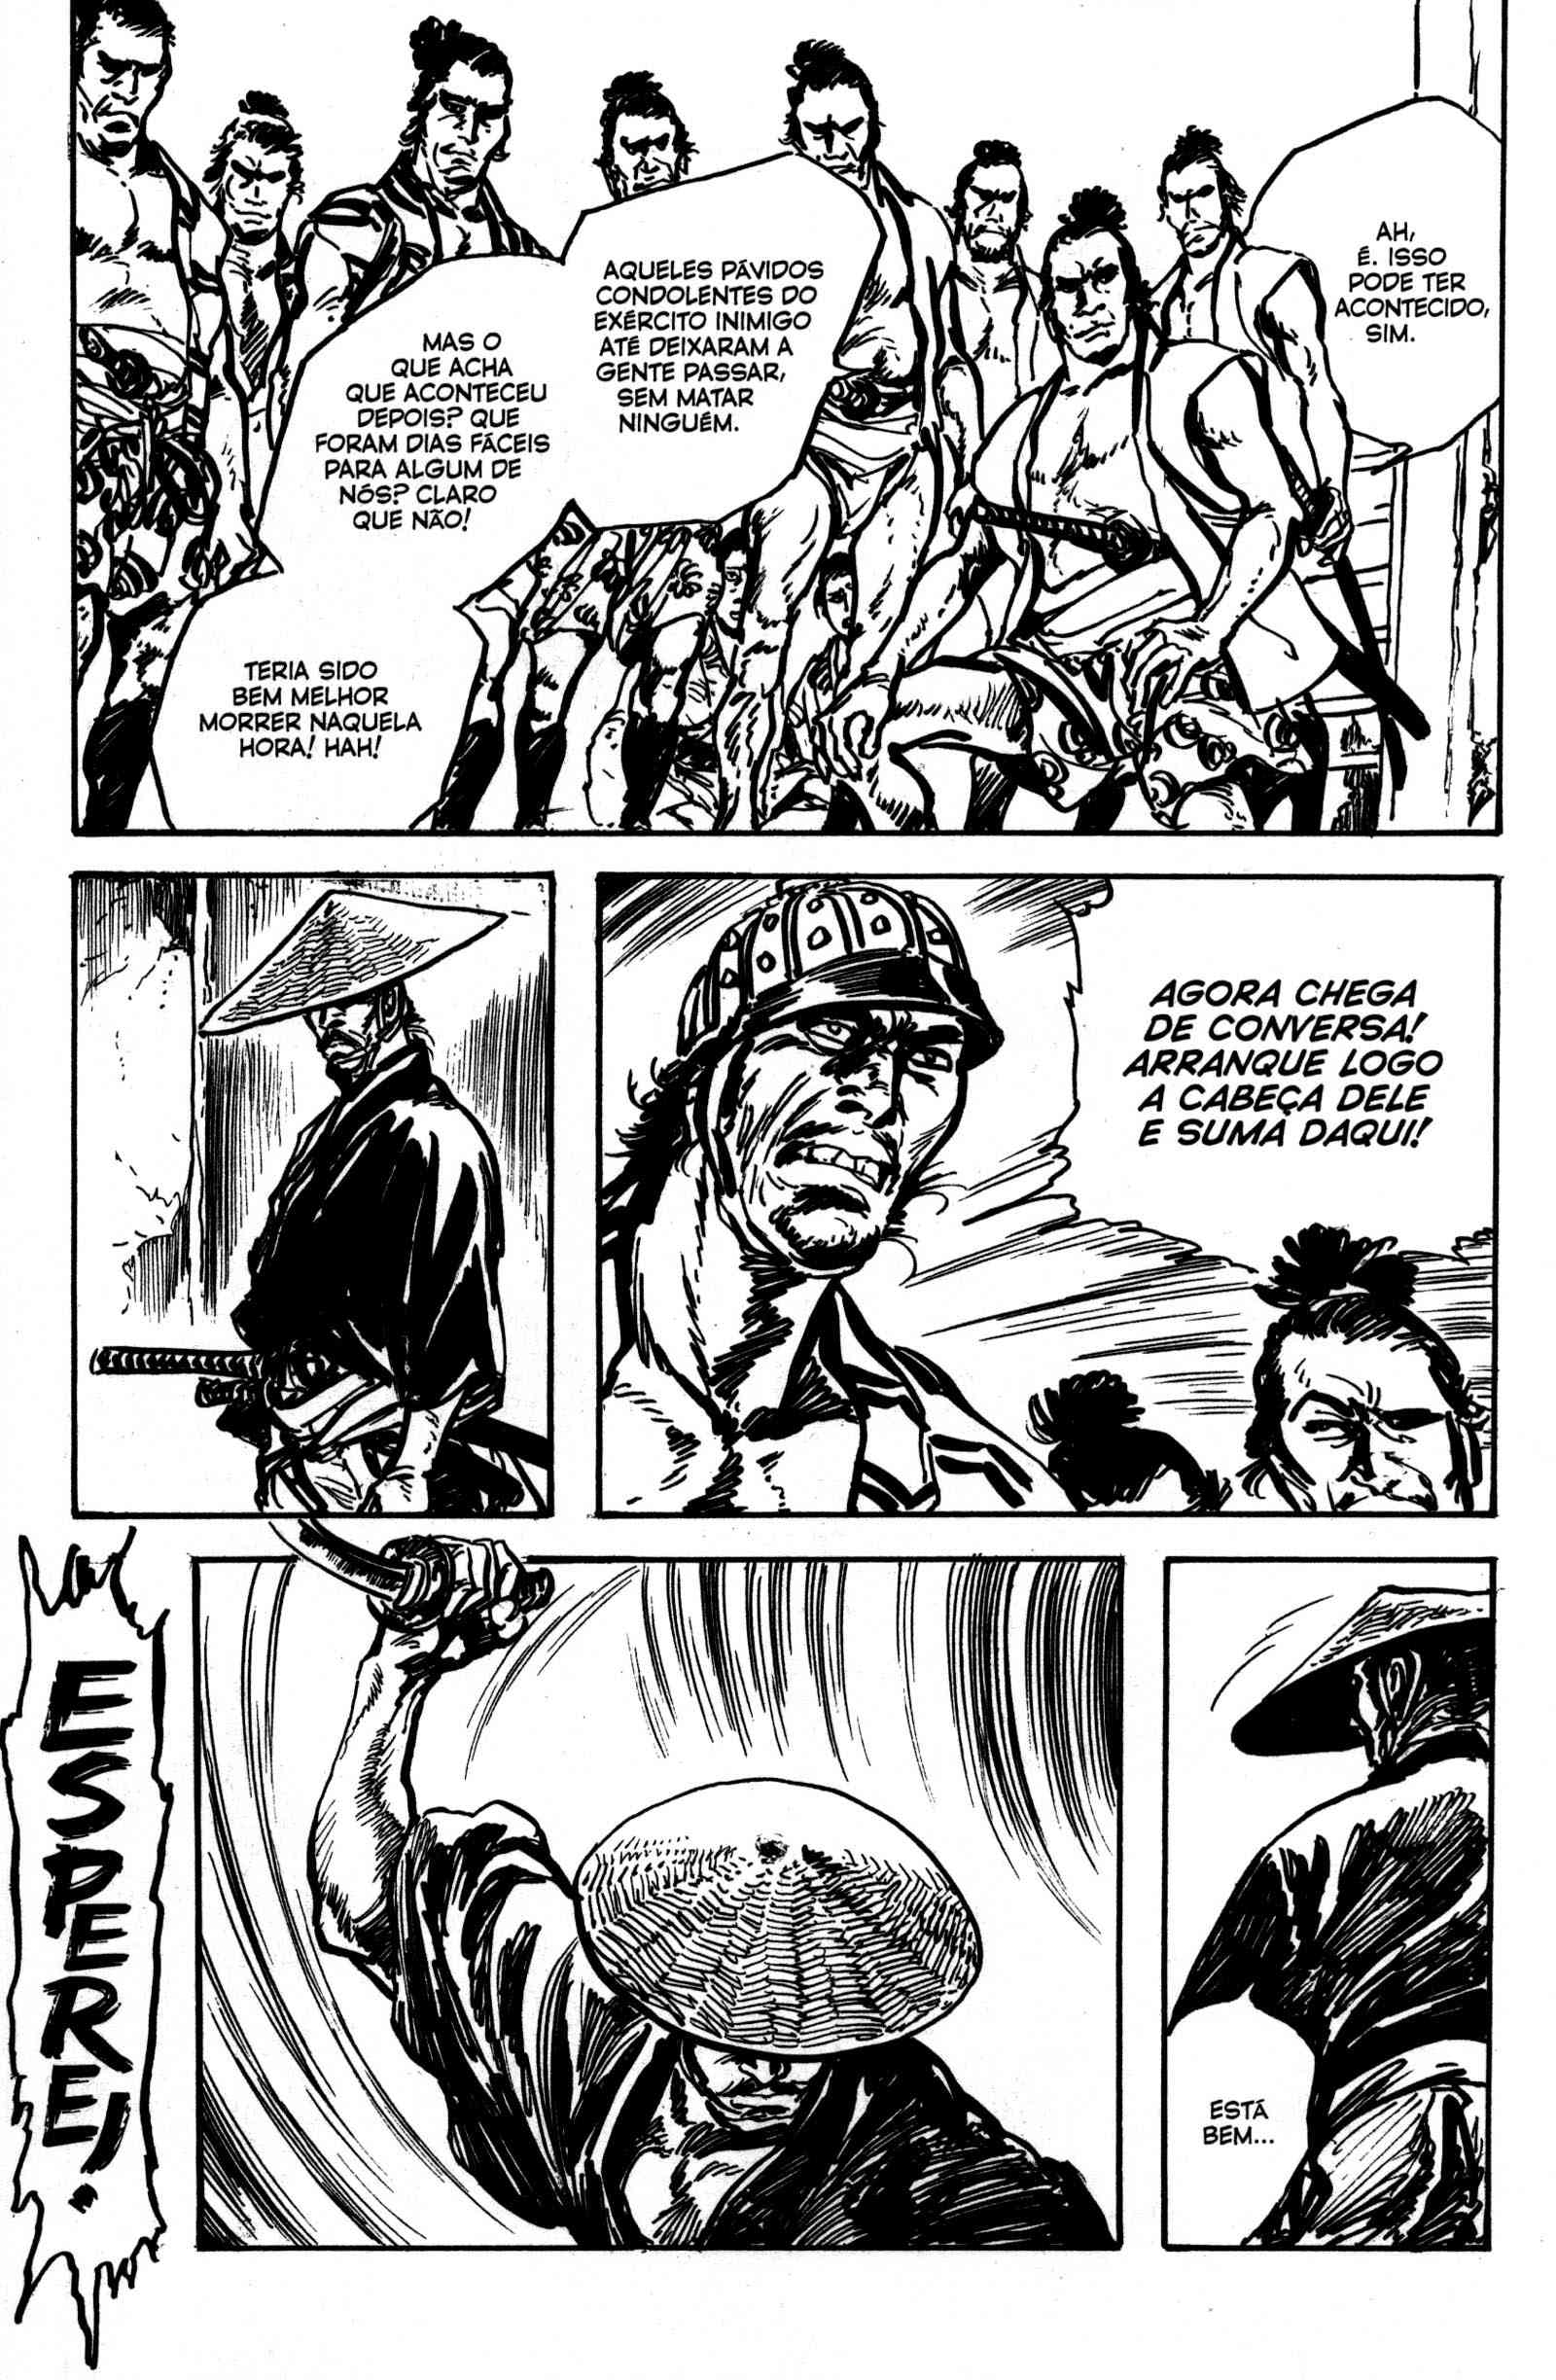 AH,
É. ISSO
PODE TER
ACONTECIDO,
SIM.
AQUELES PÁVIDOS
CONDOLENTES DO
EXÉRCITO INIMIGO
ATÉ DEIXARAM A
GENTE PASSAR,
SEM MATAR
NINGUÉM.
MAS O
QUE ACHA
QUE ACONTECEU
DEPOIS? QUE
FORAM DIAS FÁCEIS
PARA ALGUM DE
NÓS? CLARO
QUE NÃO!
TERIA SIDO
BEM MELHOR
MORRER NAQUELA
HORA! HAH!
AGORA CHEGA
DE CONVERSA!
ARRANQUE LOGO
A CABEÇA DELE
E SUMA DAQUI!
ESTÁ
BEM...
ESPERE!